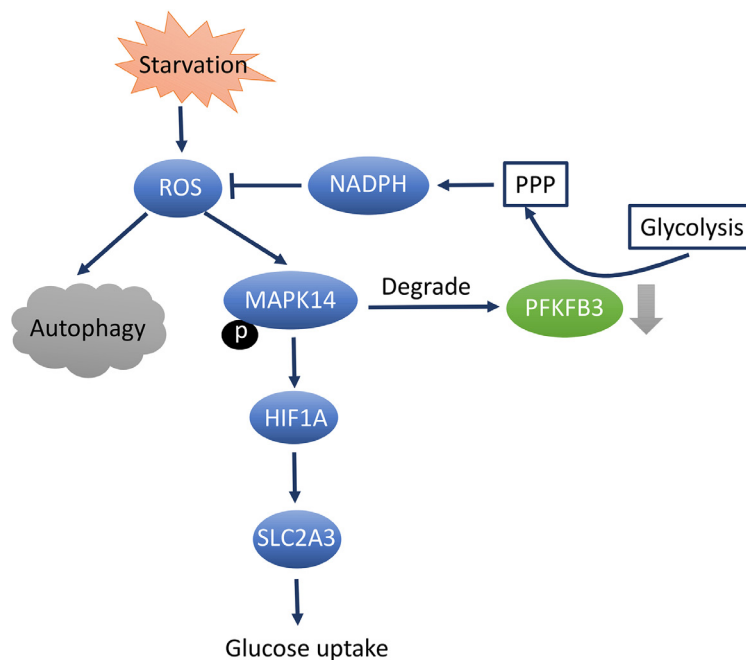 Starvation
ROS
NADPH
PPP
Glycolysis
Autophagy
MAPK14
p
Degrade
PFKFB3
HIF1A
SLC2A3
Glucose uptake